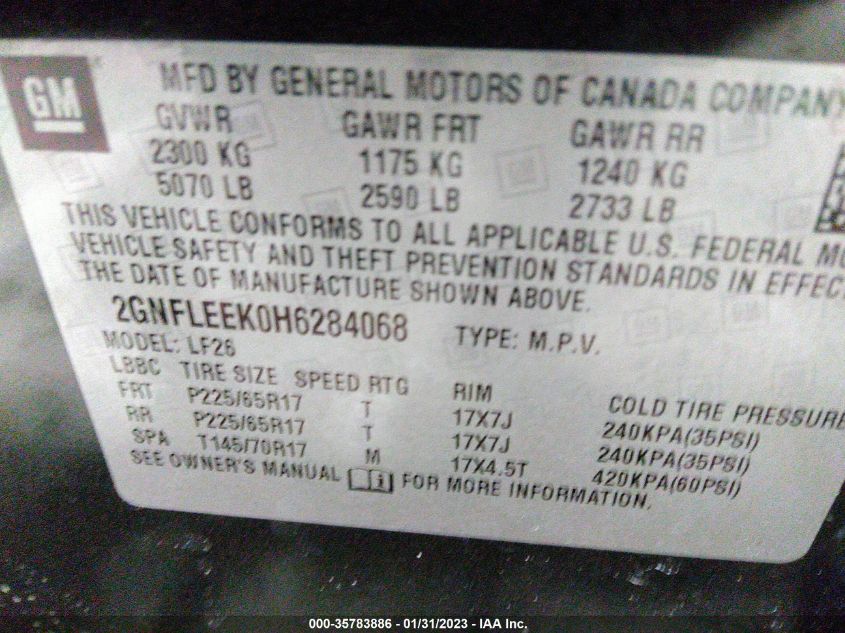 GM
MFD BY GENERAL MOTORS OF CANADA COMPANY
GVWR GAWR FRT GAWR RR
2300 KG 1175 KG 1240 KG
5070 LB 2590 LB 2733 LB
THIS VEHICLE CONFORMS TO ALL APPLICABLE U.S. FEDERAL MO
VEHICLE SAFETY AND THEFT PREVENTION STANDARDS IN EFFEC
THE DATE OF MANUFACTURE SHOWN ABOVE.
2GNFLEEK0H6284068 TYPE: M.P.V.
MODEL: LF26
LBBC TIRE SIZE SPEED RTG RIM COLD TIRE PRESSURE
FRT P225/65R17 T 17X7J 240KPA(35PSI)
RR P225/65R17 T 17X7J 240KPA(35PSI)
SPA T145/70R17 M 17X4.5T 420KPA(60PSI)
SEE OWNER'S MANUAL FOR MORE INFORMATION.
000-35783886 - 01/31/2023 - IAA Inc.